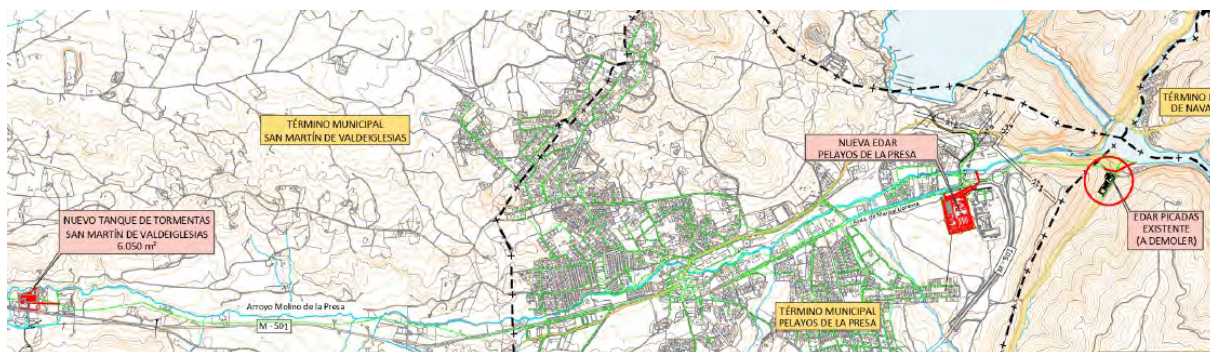 TÉRMINO MUNICIPAL
SAN MARTÍN DE VALDEIGLESIAS
NUEVO TANQUE DE TORMENTAS
SAN MARTÍN DE VALDEIGLESIAS
6.050 m²
Arroyo Molino de la Presa
M - 501
NUEVA EDAR
PELAYOS DE LA PRESA
TÉRMINO
DE NAVA
EDAR PICADAS
EXISTENTE
(A DEMOLER)
M - 501
TÉRMINO MUNICIPAL
PELAYOS DE LA PRESA